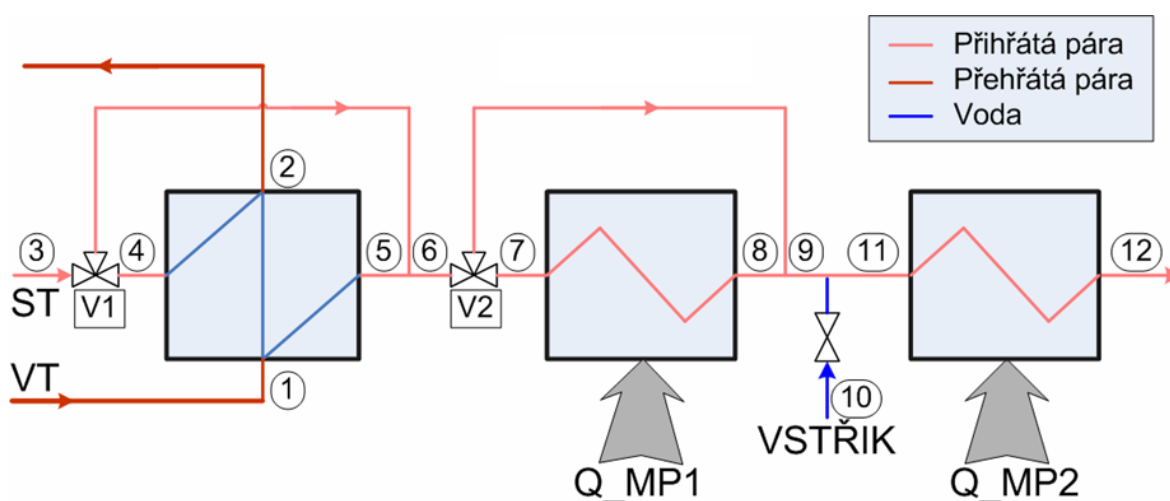 Přihřátá pára
Přehřátá pára
Voda
2
3
4
5
6
7
8
9
11
12
ST
V1
V2
VT
1
10
VSTŘIK
Q_MP1
Q_MP2